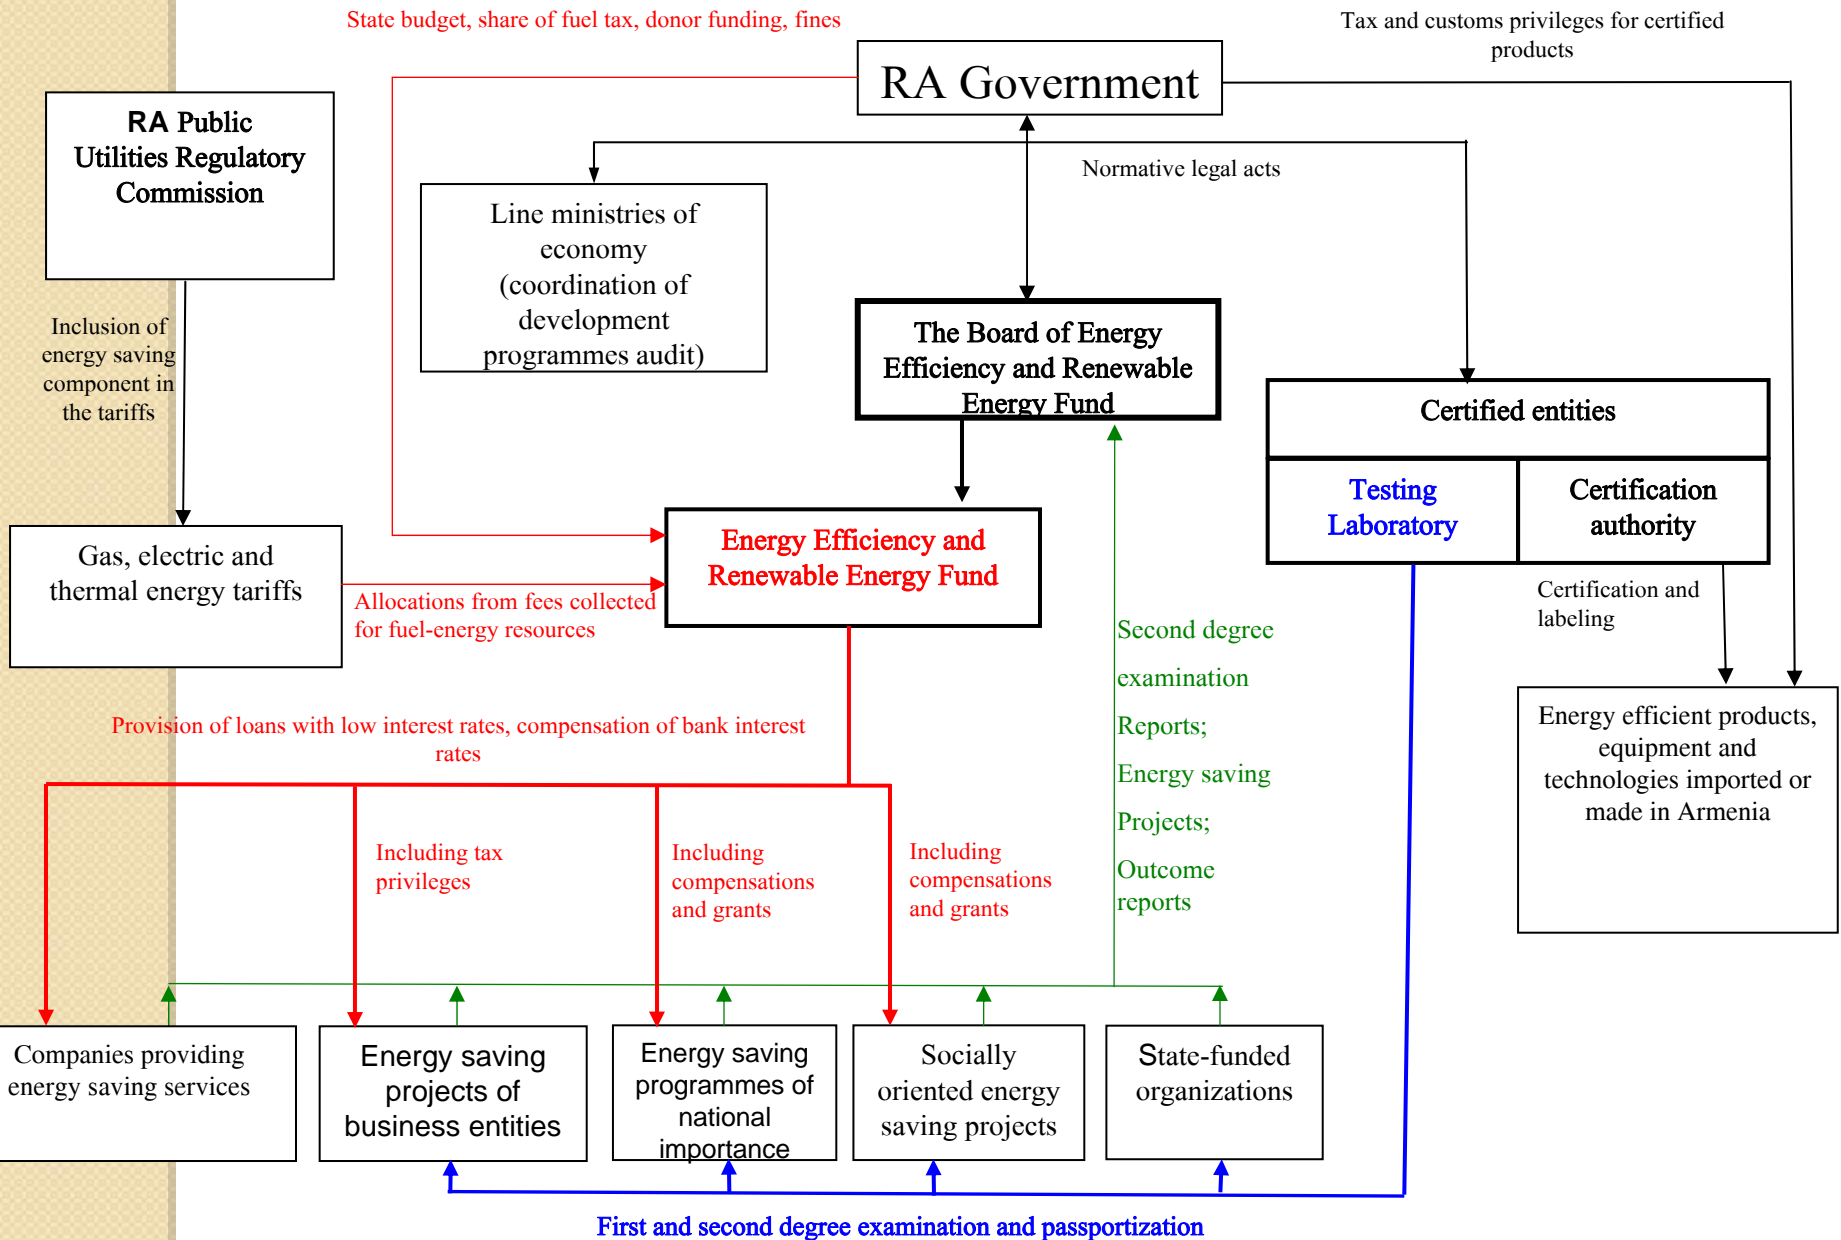 State budget, share of fuel tax, donor funding, fines
Tax and customs privileges for certified
products
RA Government
RA Public
Utilities Regulatory
Commission
Normative legal acts
Line ministries of
economy
(coordination of
development
programmes audit)
Inclusion of
energy saving
component in
the tariffs
The Board of Energy
Efficiency and Renewable
Energy Fund
Certified entities
Testing
Laboratory
Certification
authority
Gas, electric and
thermal energy tariffs
Energy Efficiency and
Renewable Energy Fund
Allocations from fees collected
for fuel-energy resources
Certification and
labeling
Second degree
examination
Reports;
Energy saving
Projects;
Outcome
reports
Energy efficient products,
equipment and
technologies imported or
made in Armenia
Provision of loans with low interest rates, compensation of bank interest
rates
Including tax
privileges
Including
compensations
and grants
Including
compensations
and grants
Companies providing
energy saving services
Energy saving
projects of
business entities
Energy saving
programmes of
national
importance
Socially
oriented energy
saving projects
State-funded
organizations
First and second degree examination and passportization